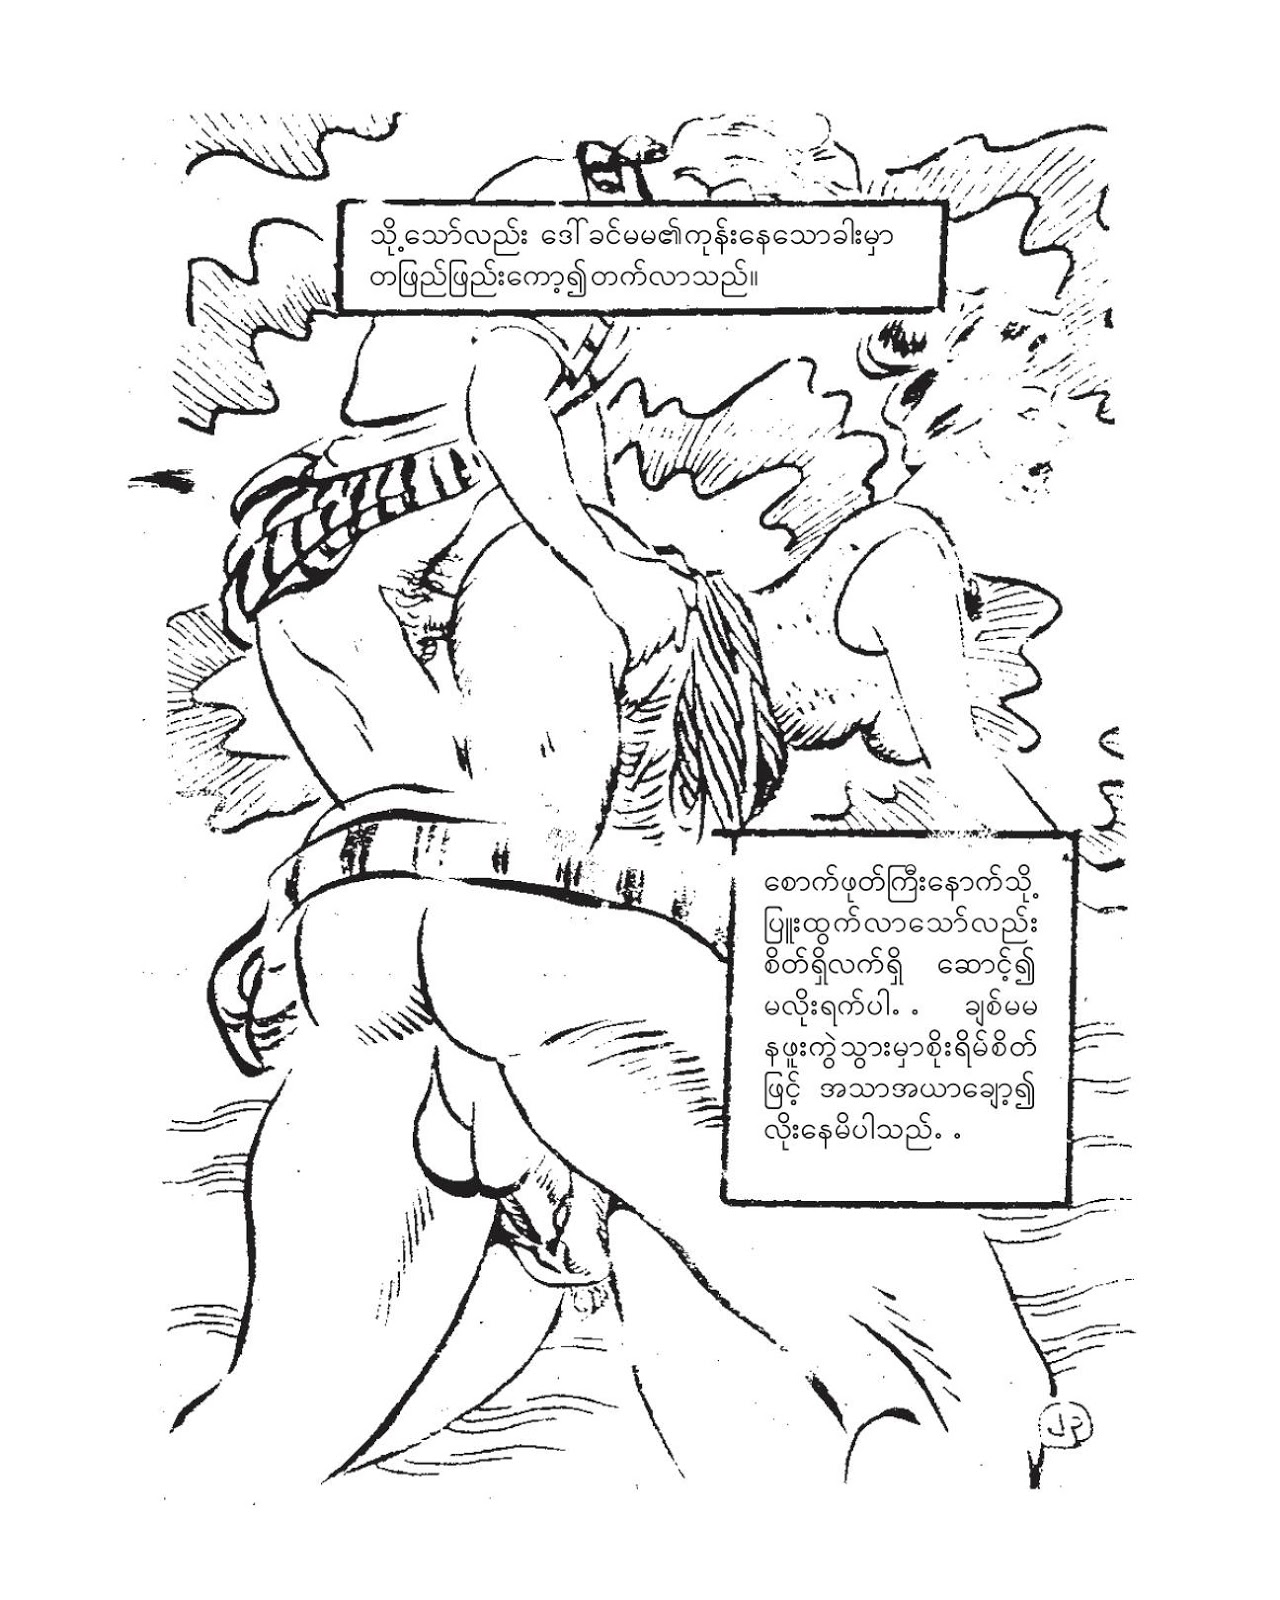 သို့သော်လည်း ဒေါ်ခင်မမ၏ကုန်းနေသောခါးမှာ
တဖြည်ဖြည်းကော့၍တက်လာသည်။
စောက်ဖုတ်ကြီးနောက်သို့
ပြူးထွက်လာသော်လည်း
စိတ်ရှိလက်ရှိ ဆောင့်၍
မလိုးရက်ပါ. . ချစ်မမ
နဖူးကွဲသွားမှာစိုးရိမ်စိတ်
ဖြင့် အသာအယာချော့၍
လိုးနေမိပါသည်. .
၂၃